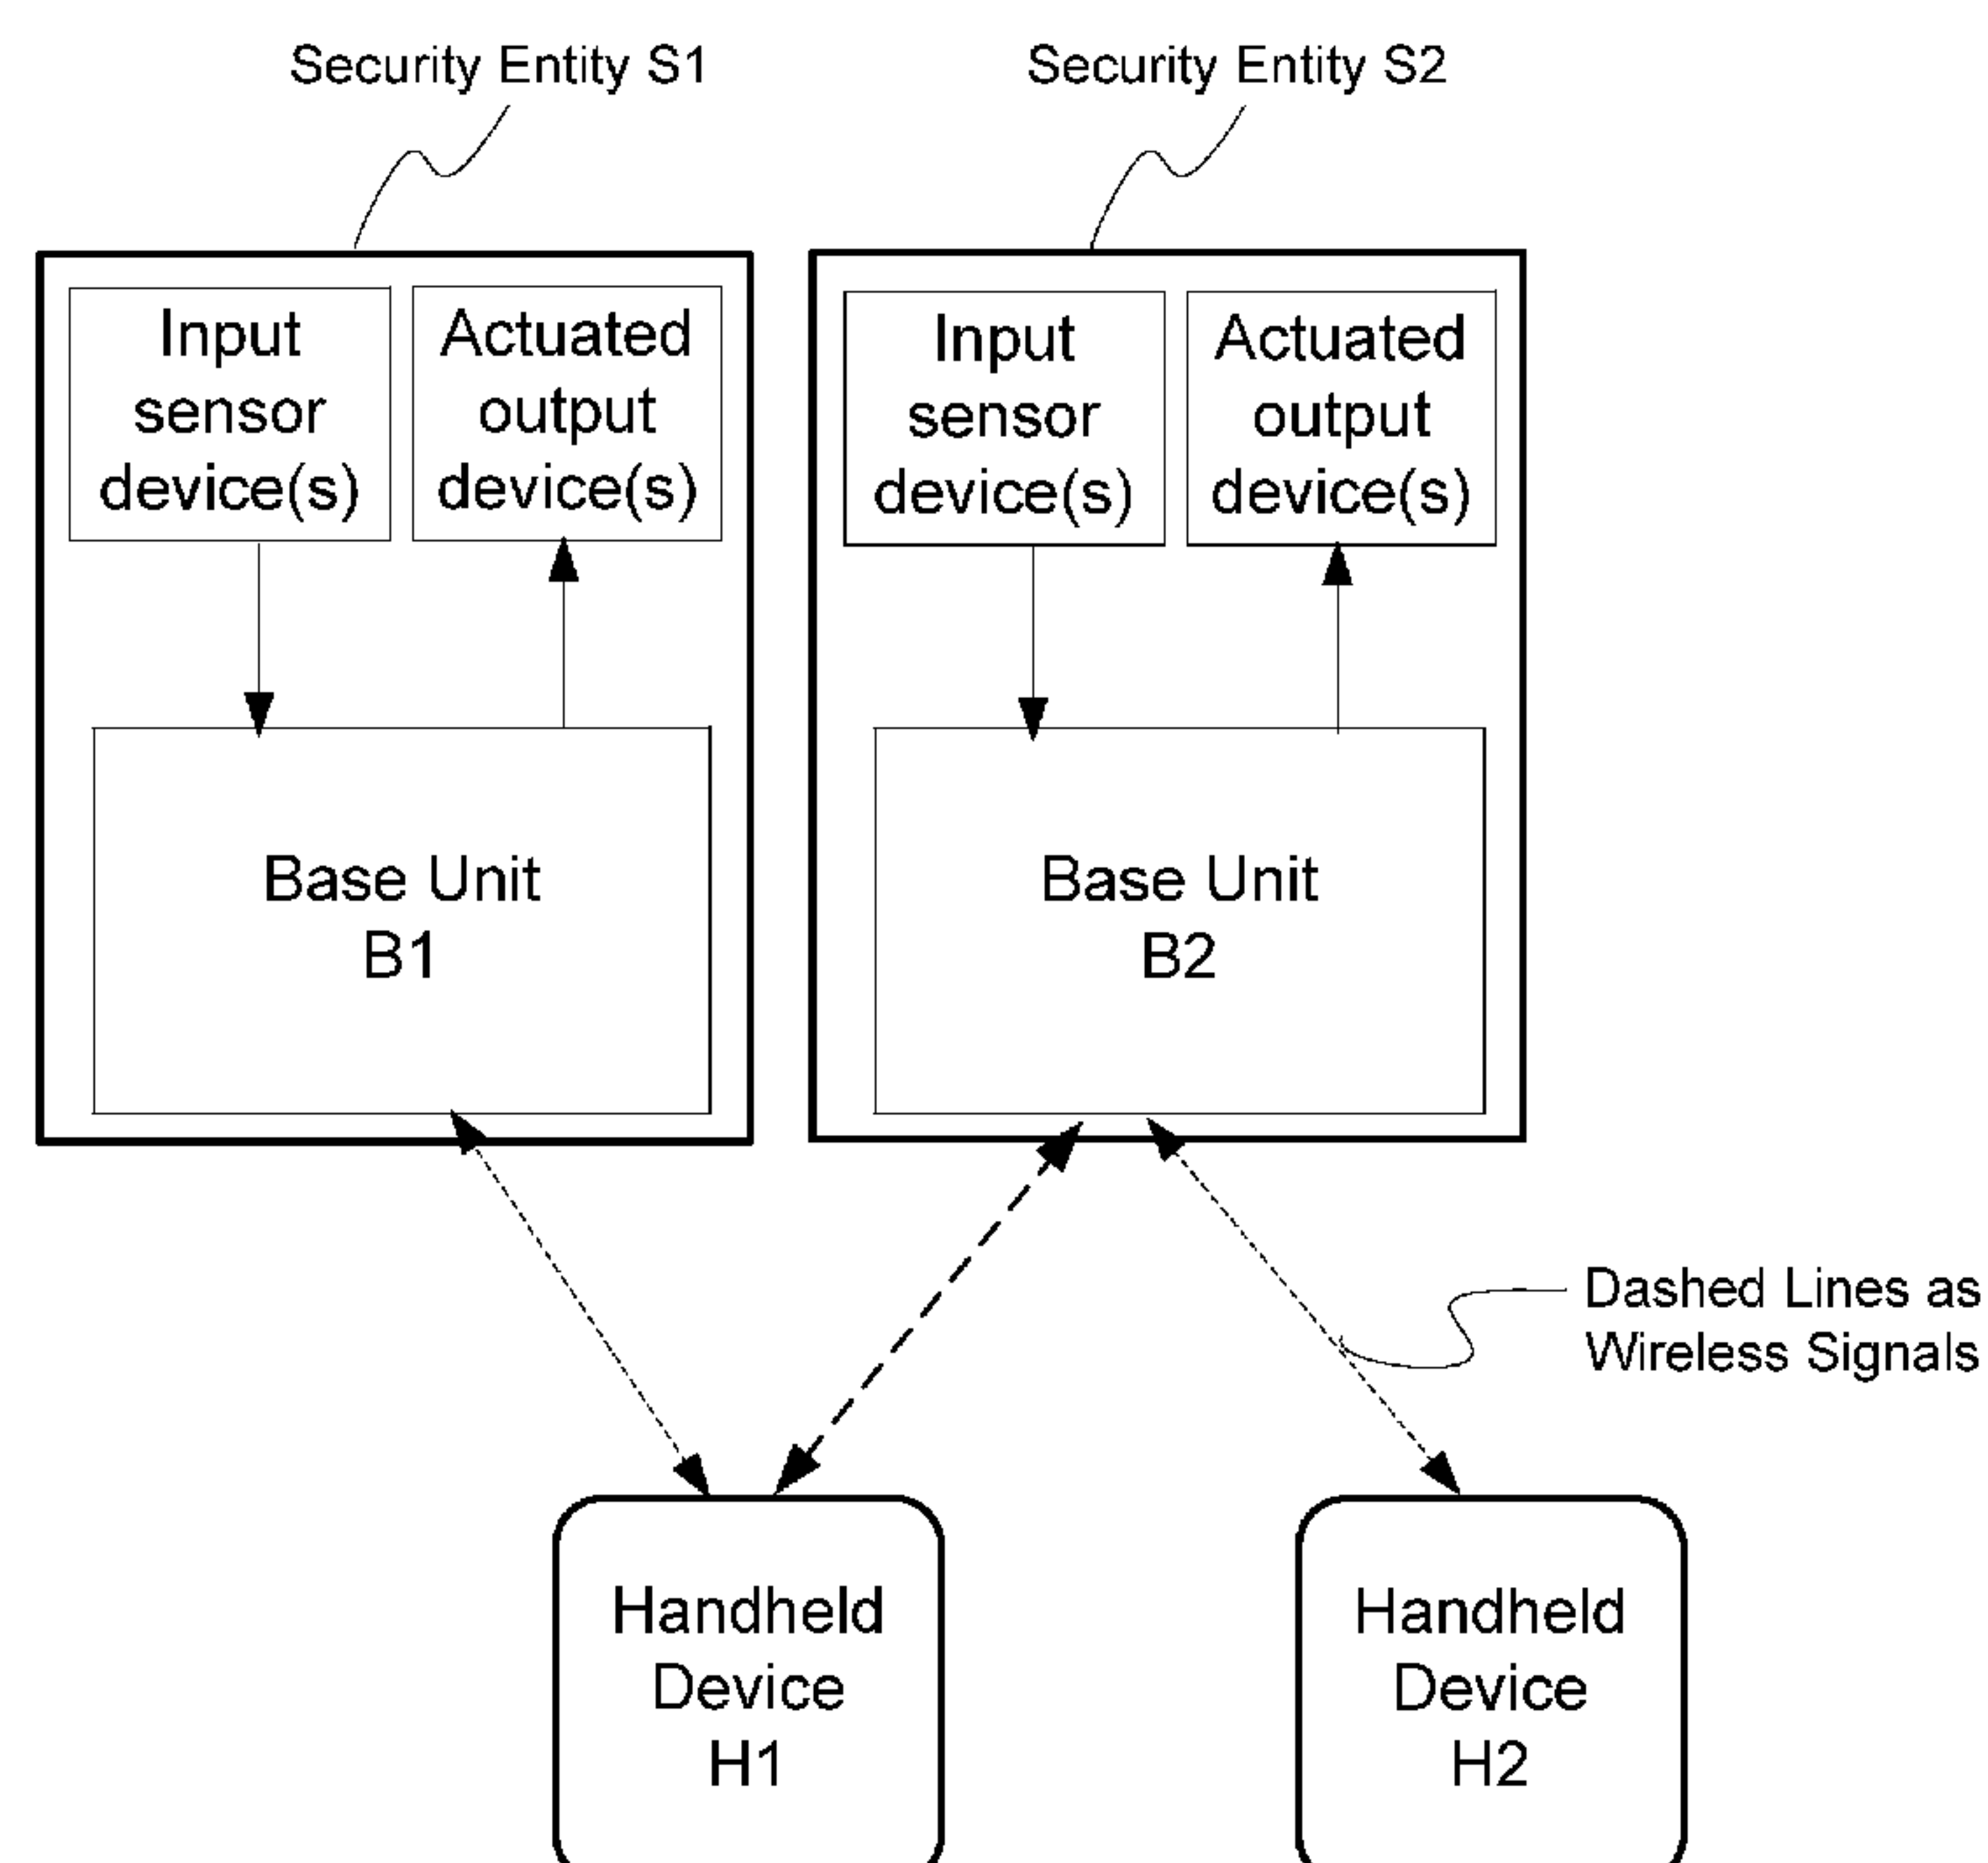 Security Entity S1
Security Entity S2
Input
sensor
device(s)
Actuated
output
device(s)
Input
sensor
device(s)
Actuated
output
device(s)
Base Unit
B1
Base Unit
B2
Dashed Lines as
Wireless Signals
Handheld
Device
H1
Handheld
Device
H2